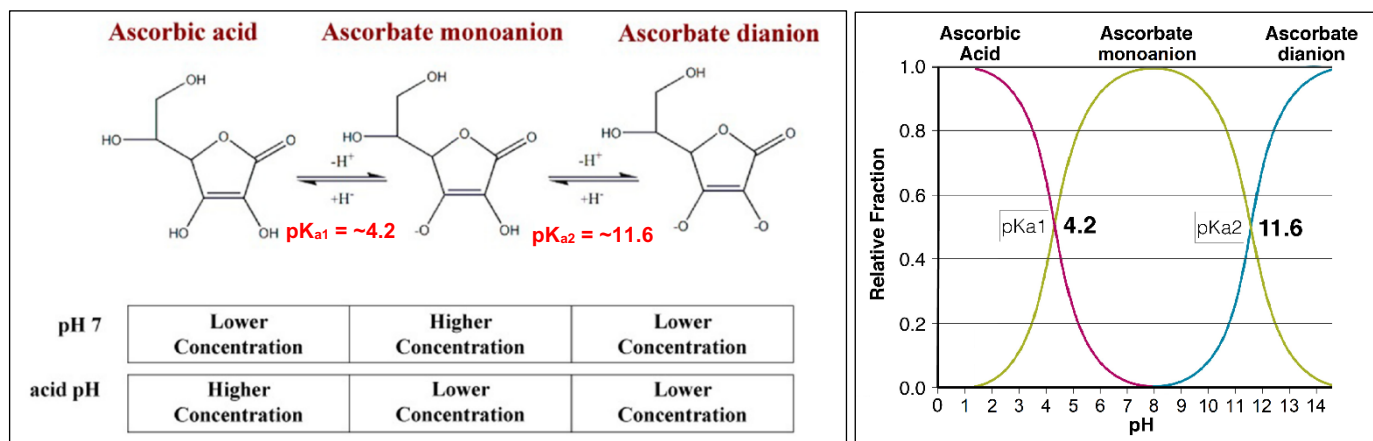 Ascorbic acid Ascorbate monoanion Ascorbate dianion
OH
HO
O
O
HO
OH
-H⁺
+H⁻
pKa1 = ~4.2
OH
HO
O
O
-O
OH
-H⁺
+H⁻
pKa2 = ~11.6
OH
HO
O
O
-O
O-
pH 7
Lower Concentration
Higher Concentration
Lower Concentration
acid pH
Higher Concentration
Lower Concentration
Lower Concentration
Ascorbic Acid
Ascorbate monoanion
Ascorbate dianion
Relative Fraction
1.0
0.8
0.6
0.4
0.2
0.0
pKa1 4.2
pKa2 11.6
0 1 2 3 4 5 6 7 8 9 10 11 12 13 14
pH